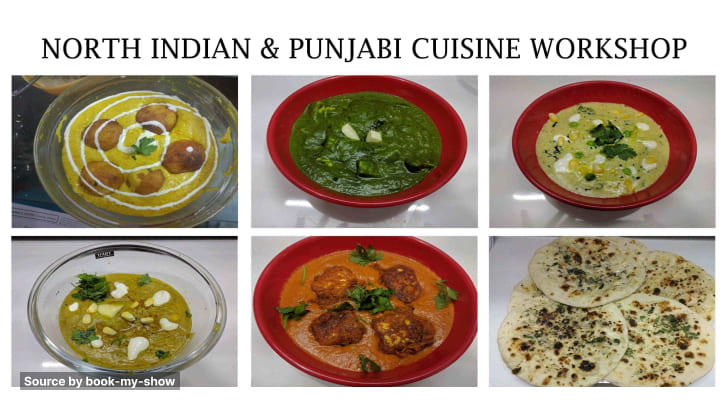 NORTH INDIAN & PUNJABI CUISINE WORKSHOP
Source by book-my-show